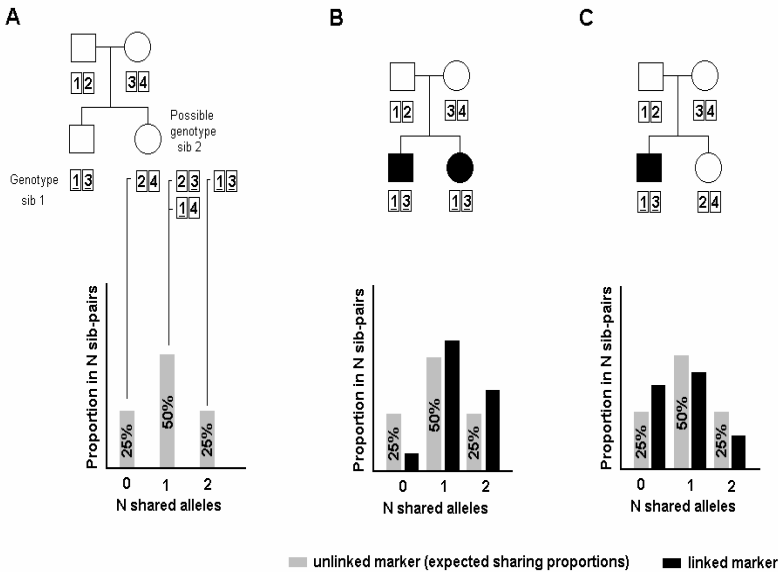 A
1 2
3 4
Possible
genotype
sib 2
Genotype
sib 1
1 3
2 4
2 3
1 3
1 4
Proportion in N sib-pairs
25%
50%
25%
0 1 2
N shared alleles
B
1 2
3 4
1 3
1 3
Proportion in N sib-pairs
25%
50%
25%
0 1 2
N shared alleles
C
1 2
3 4
1 3
2 4
Proportion in N sib-pairs
25%
50%
25%
0 1 2
N shared alleles
unlinked marker (expected sharing proportions)
linked marker